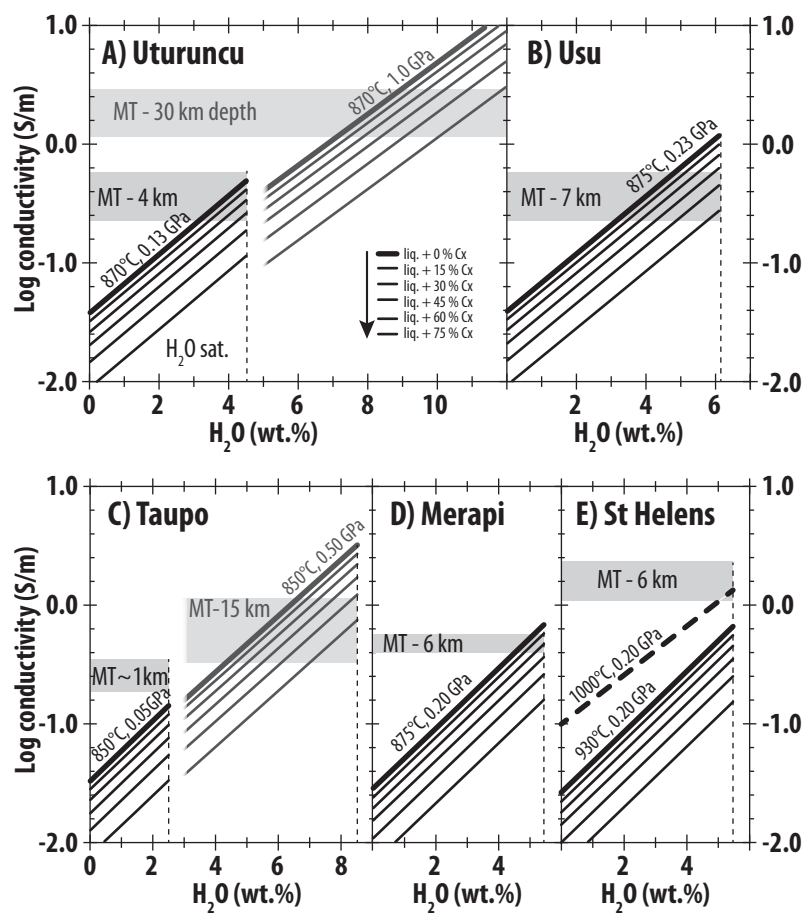 A) Uturuncu
B) Usu
1.0
0.0
-1.0
-2.0
Log conductivity (S/m)
MT - 30 km depth
870°C, 1.0 GPa
MT - 4 km
870°C, 0.13 GPa
H₂O sat.
liq. + 0 % Cx
liq. + 15 % Cx
liq. + 30 % Cx
liq. + 45 % Cx
liq. + 60 % Cx
liq. + 75 % Cx
0 2 4 6 8 10
H₂O (wt.%)
875°C, 0.23 GPa
MT - 7 km
1.0
0.0
-1.0
-2.0
2 4 6
H₂O (wt.%)
C) Taupo
D) Merapi
E) St Helens
1.0
0.0
-1.0
-2.0
Log conductivity (S/m)
850°C, 0.50 GPa
MT-15 km
MT~1km
850°C, 0.05GPa
0 2 4 6 8
H₂O (wt.%)
MT - 6 km
875°C, 0.20 GPa
2 4
H₂O (wt.%)
MT - 6 km
1000°C, 0.20 GPa
930°C, 0.20 GPa
1.0
0.0
-1.0
-2.0
2 4
H₂O (wt.%)